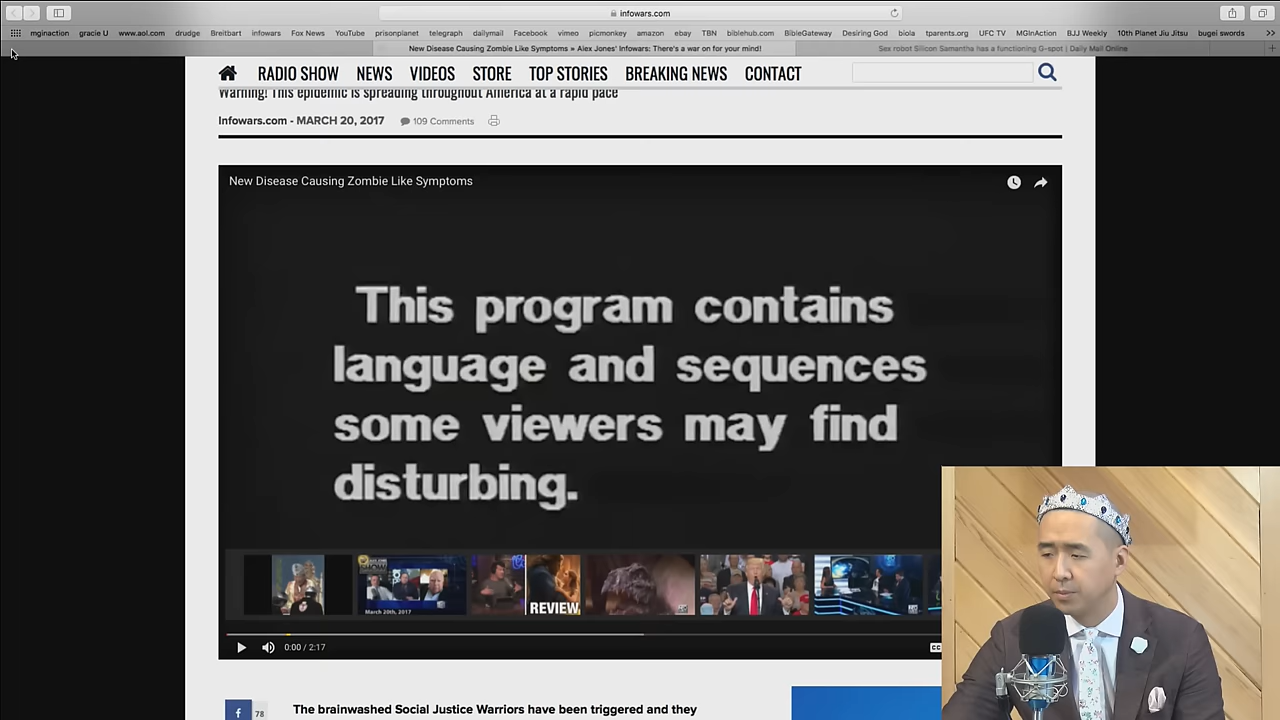 infowars.com
mginaction gracie U www.aol.com drudge Breitbart infowars Fox News YouTube prisonplanet telegraph dailymail Facebook vimeo picmonkey amazon ebay TBN biblehub.com BibleGateway Desiring God biola tparents.org UFC TV MGInAction BJJ Weekly 10th Planet Jiu Jitsu bugei swords >>
New Disease Causing Zombie Like Symptoms » Alex Jones' Infowars: There's a war on for your mind!
Sex robot Silicon Samantha has a functioning G-spot | Daily Mail Online
RADIO SHOW NEWS VIDEOS STORE TOP STORIES BREAKING NEWS CONTACT
Warning! This epidemic is spreading throughout America at a rapid pace
Infowars.com - MARCH 20, 2017 109 Comments
New Disease Causing Zombie Like Symptoms
This program contains
language and sequences
some viewers may find
disturbing.
March 20th, 2017
REVIEW
0:00 / 2:17
CC
f 78
The brainwashed Social Justice Warriors have been triggered and they